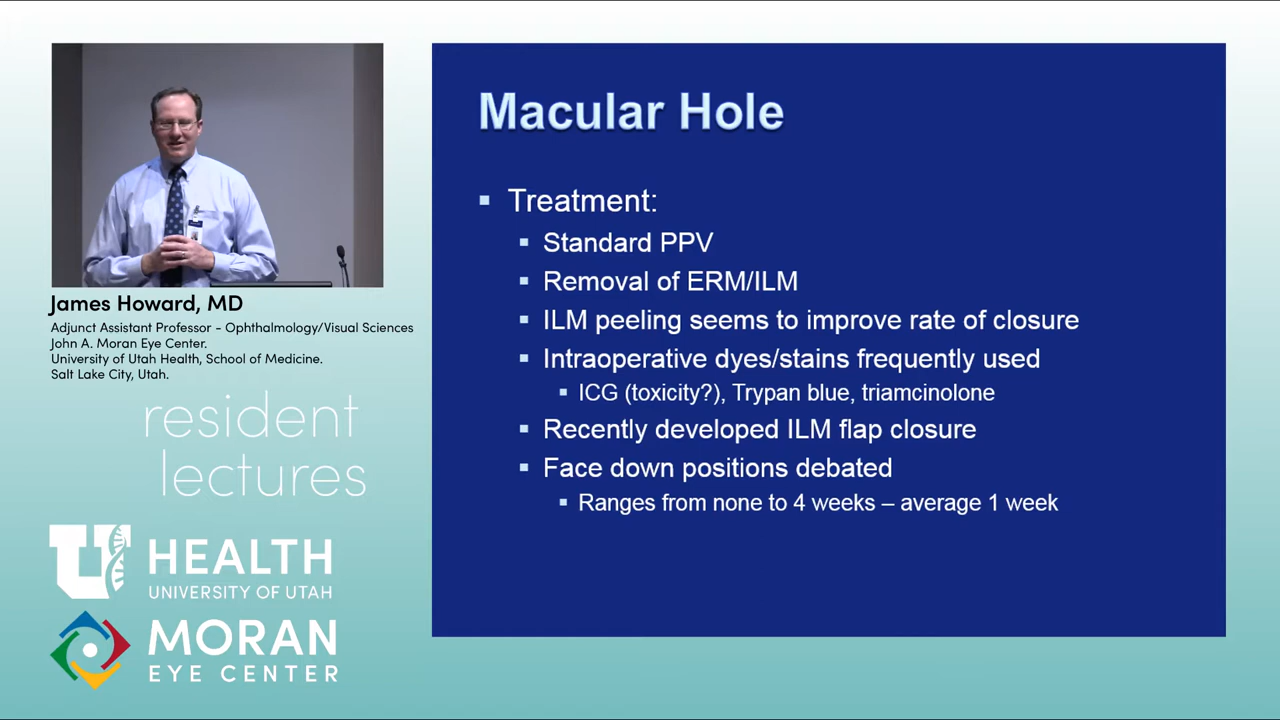 Macular Hole
Treatment:
Standard PPV
Removal of ERM/ILM
ILM peeling seems to improve rate of closure
Intraoperative dyes/stains frequently used
ICG (toxicity?), Trypan blue, triamcinolone
Recently developed ILM flap closure
Face down positions debated
Ranges from none to 4 weeks – average 1 week
James Howard, MD
Adjunct Assistant Professor - Ophthalmology/Visual Sciences
John A. Moran Eye Center.
University of Utah Health, School of Medicine.
Salt Lake City, Utah.
resident
lectures
U HEALTH
UNIVERSITY OF UTAH
MORAN
EYE CENTER